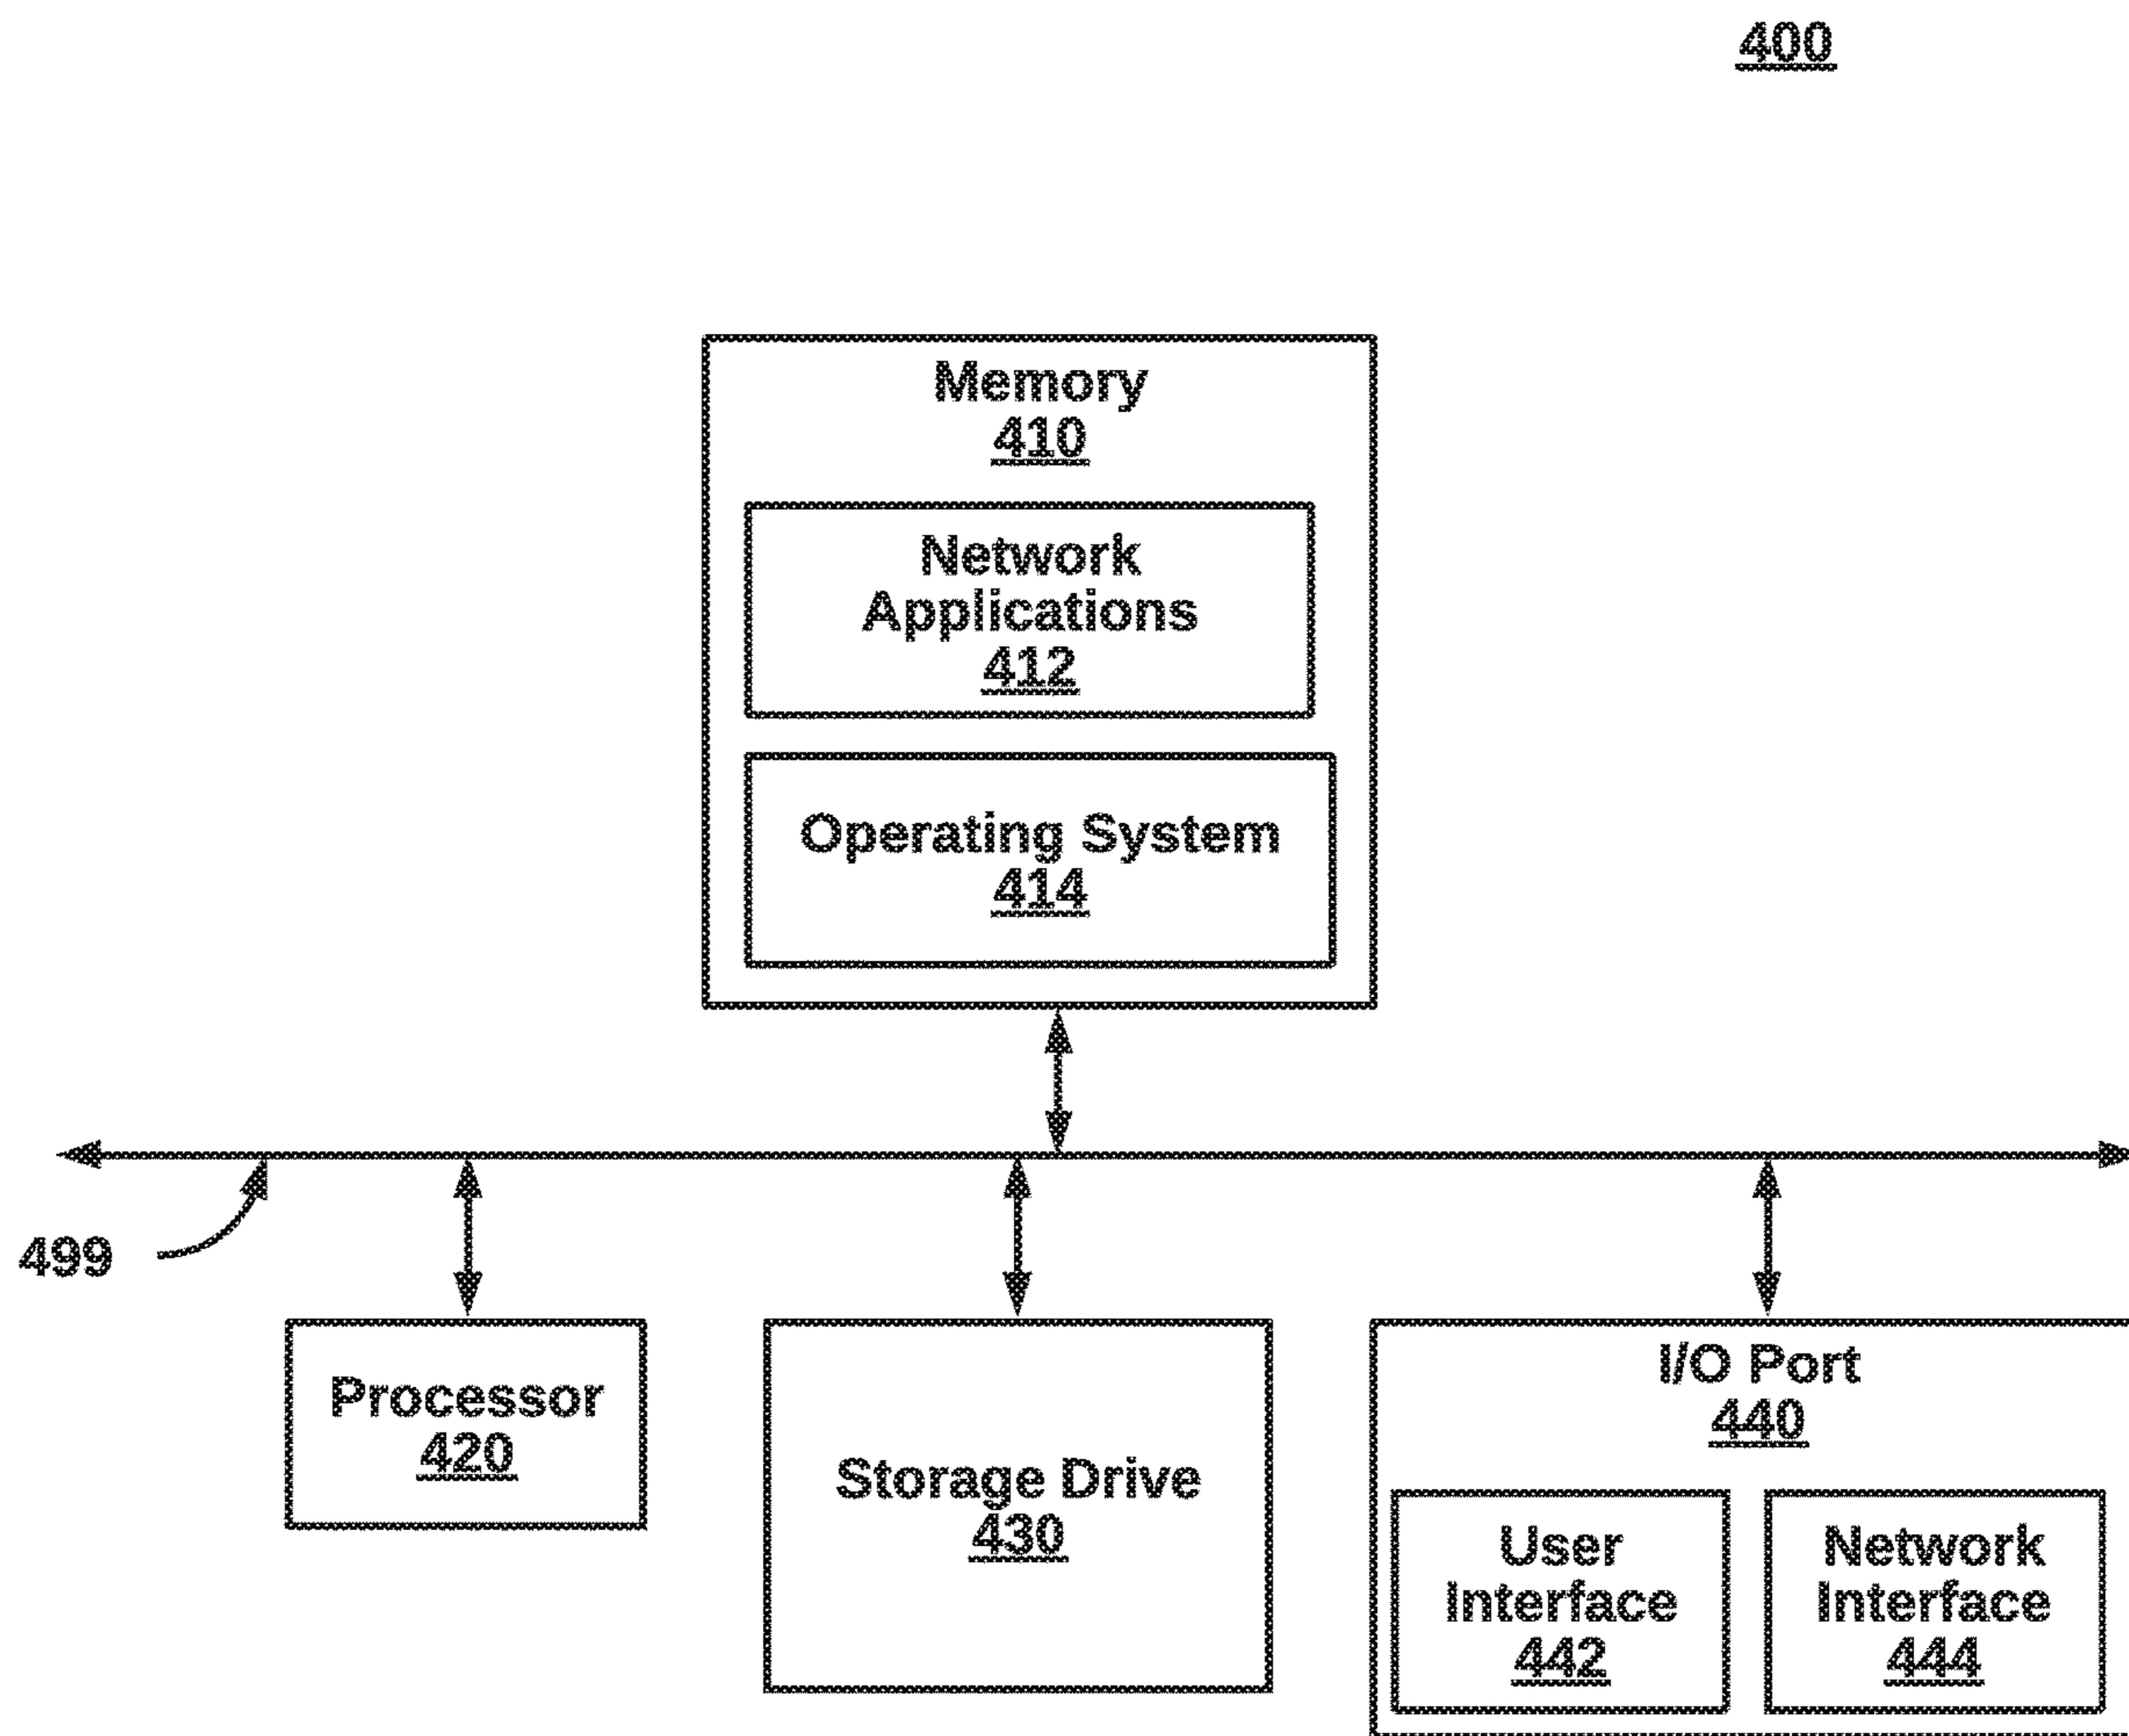 400
Memory
410
Network
Applications
412
Operating System
414
499
Processor
420
Storage Drive
430
I/O Port
440
User
Interface
442
Network
Interface
444